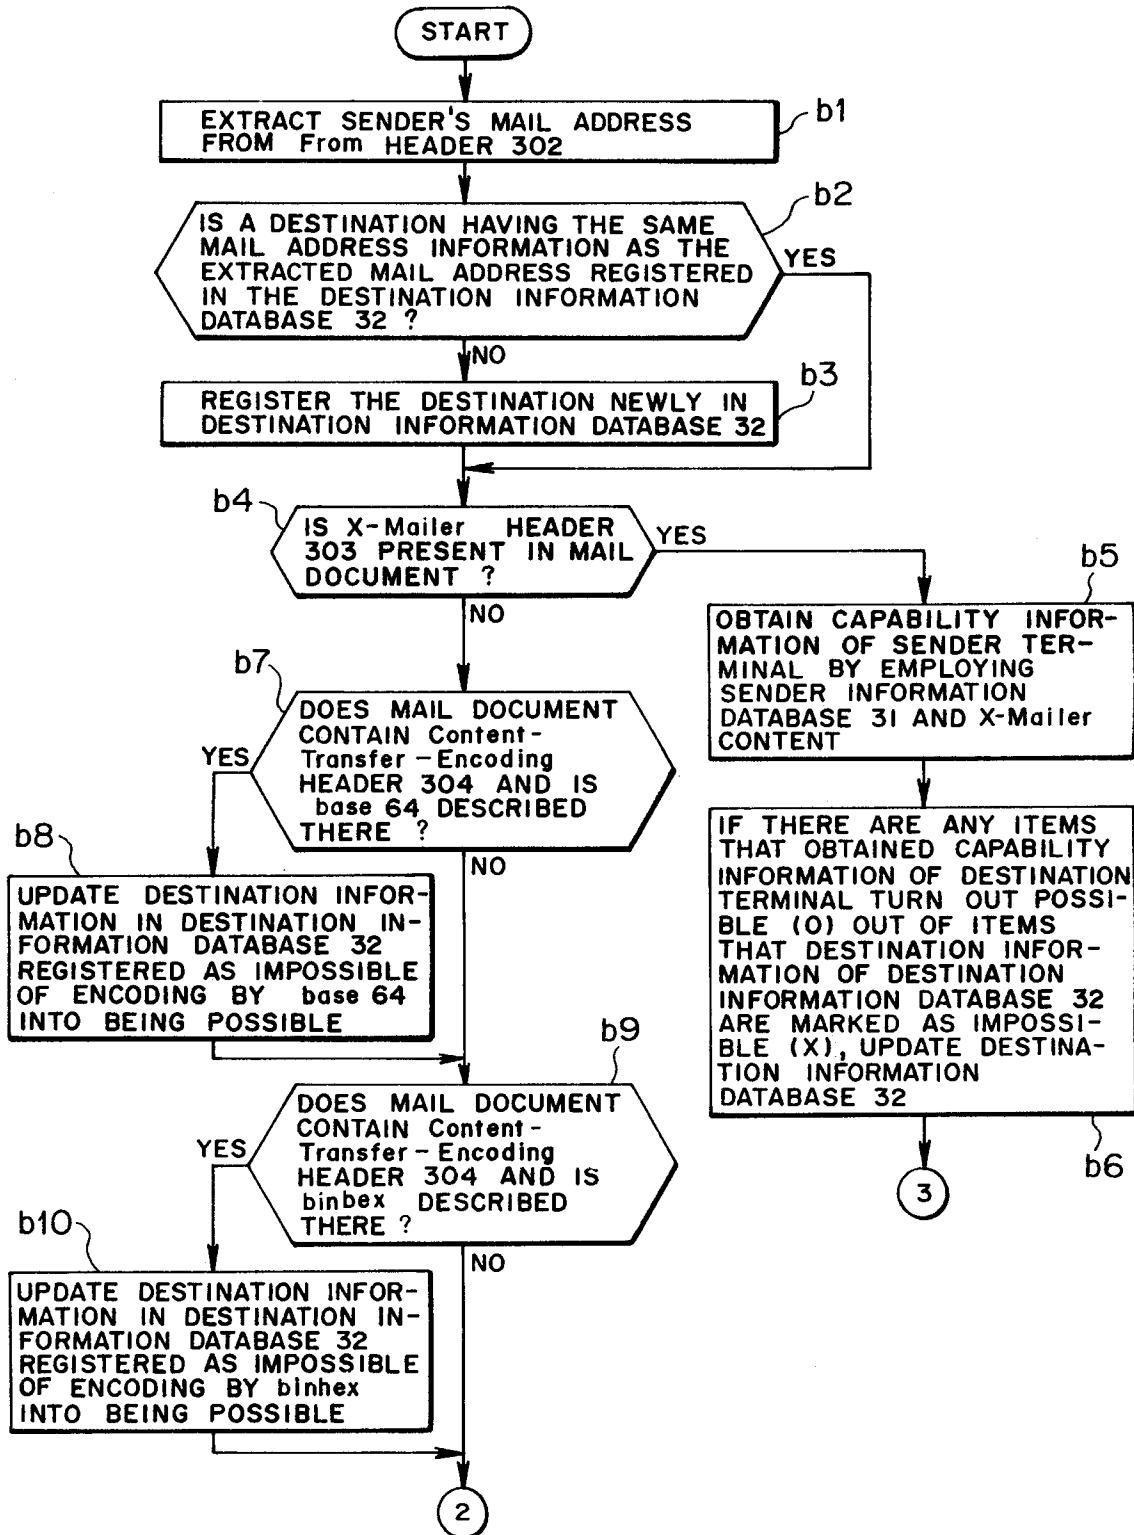 START
b1
EXTRACT SENDER'S MAIL ADDRESS
FROM From HEADER 302
b2
IS A DESTINATION HAVING THE SAME
MAIL ADDRESS INFORMATION AS THE
EXTRACTED MAIL ADDRESS REGISTERED
IN THE DESTINATION INFORMATION
DATABASE 32 ?
YES
NO
b3
REGISTER THE DESTINATION NEWLY IN
DESTINATION INFORMATION DATABASE 32
b4
IS X-Mailer HEADER
303 PRESENT IN MAIL
DOCUMENT ?
YES
NO
b5
OBTAIN CAPABILITY INFOR-
MATION OF SENDER TER-
MINAL BY EMPLOYING
SENDER INFORMATION
DATABASE 31 AND X-Mailer
CONTENT
b7
DOES MAIL DOCUMENT
CONTAIN Content-
Transfer-Encoding
HEADER 304 AND IS
base 64 DESCRIBED
THERE ?
YES
NO
b8
UPDATE DESTINATION INFOR-
MATION IN DESTINATION IN-
FORMATION DATABASE 32
REGISTERED AS IMPOSSIBLE
OF ENCODING BY base 64
INTO BEING POSSIBLE
IF THERE ARE ANY ITEMS
THAT OBTAINED CAPABILITY
INFORMATION OF DESTINATION
TERMINAL TURN OUT POSSI-
BLE (O) OUT OF ITEMS
THAT DESTINATION INFOR-
MATION OF DESTINATION
INFORMATION DATABASE 32
ARE MARKED AS IMPOSSI-
BLE (X), UPDATE DESTINA-
TION INFORMATION
DATABASE 32
b6
3
b9
DOES MAIL DOCUMENT
CONTAIN Content-
Transfer-Encoding
HEADER 304 AND IS
binbex DESCRIBED
THERE ?
YES
NO
b10
UPDATE DESTINATION INFOR-
MATION IN DESTINATION IN-
FORMATION DATABASE 32
REGISTERED AS IMPOSSIBLE
OF ENCODING BY binhex
INTO BEING POSSIBLE
2